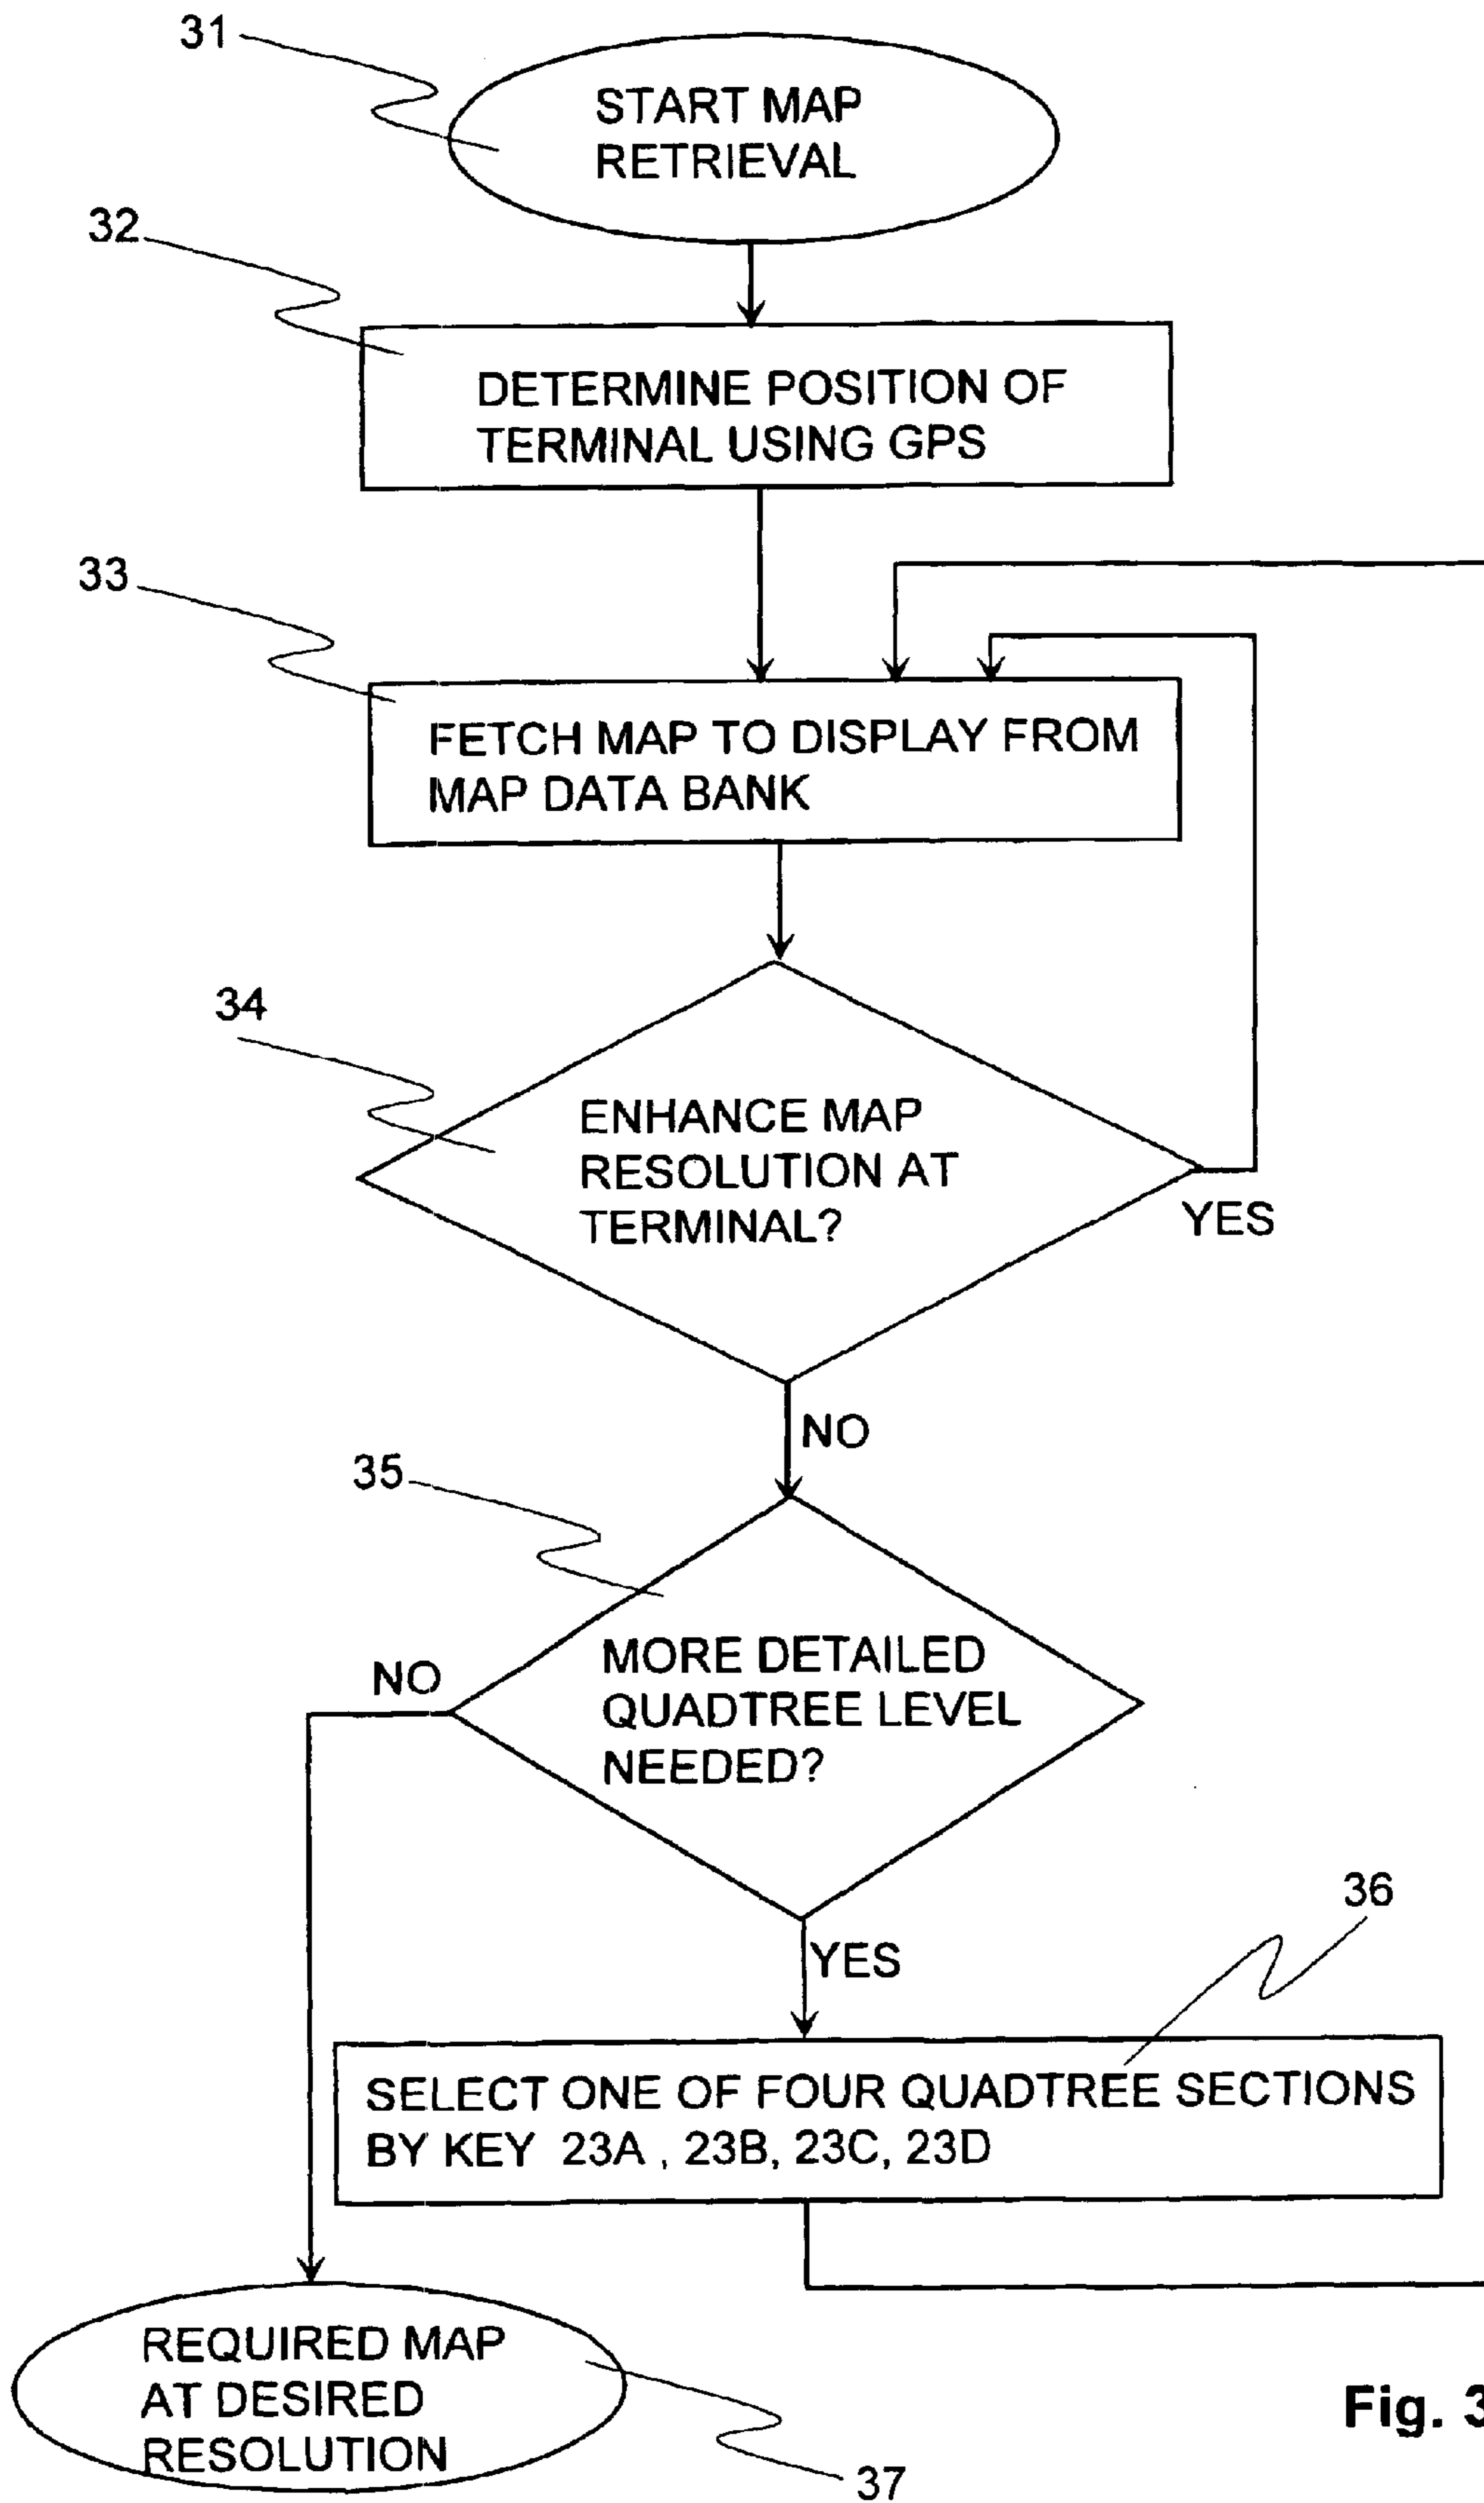 31
START MAP
RETRIEVAL
32
DETERMINE POSITION OF
TERMINAL USING GPS
33
FETCH MAP TO DISPLAY FROM
MAP DATA BANK
34
ENHANCE MAP
RESOLUTION AT
TERMINAL?
YES
NO
35
MORE DETAILED
QUADTREE LEVEL
NEEDED?
NO
YES
36
SELECT ONE OF FOUR QUADTREE SECTIONS
BY KEY 23A , 23B, 23C, 23D
REQUIRED MAP
AT DESIRED
RESOLUTION
37
Fig. 3